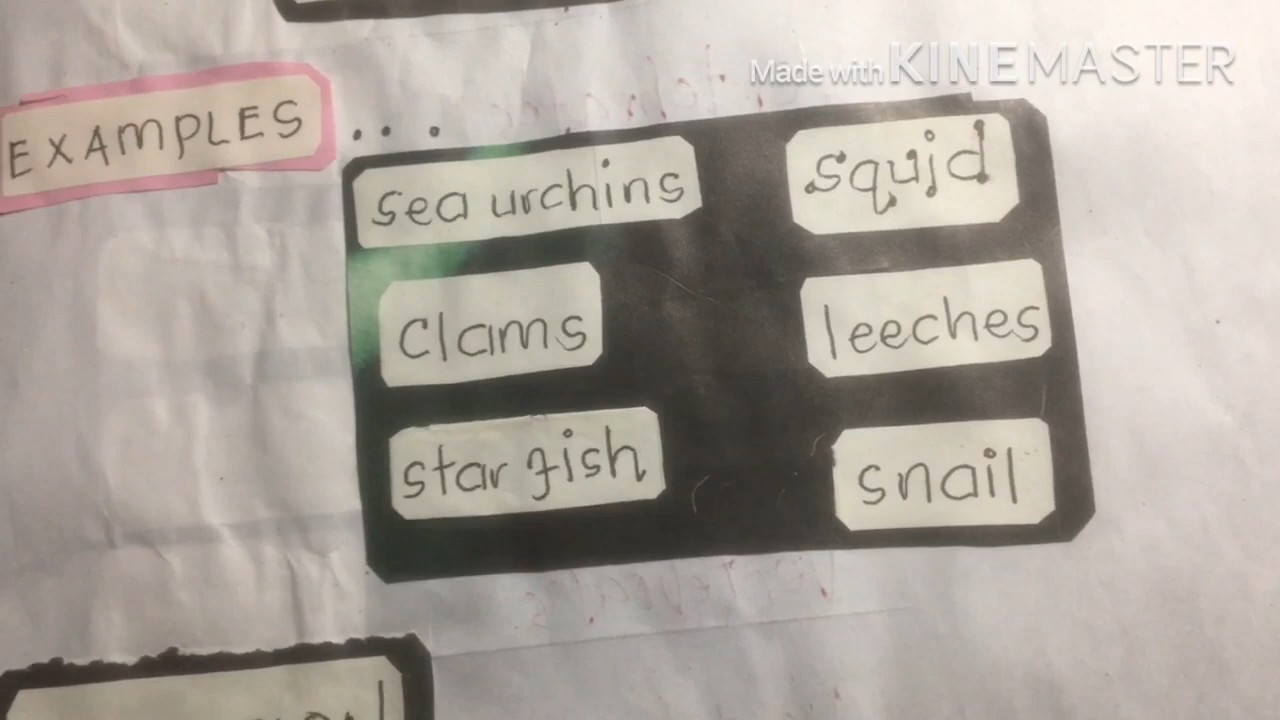 Made with KINEMASTER
EXAMPLES ...
sea urchins
squid
clams
leeches
star fish
snail